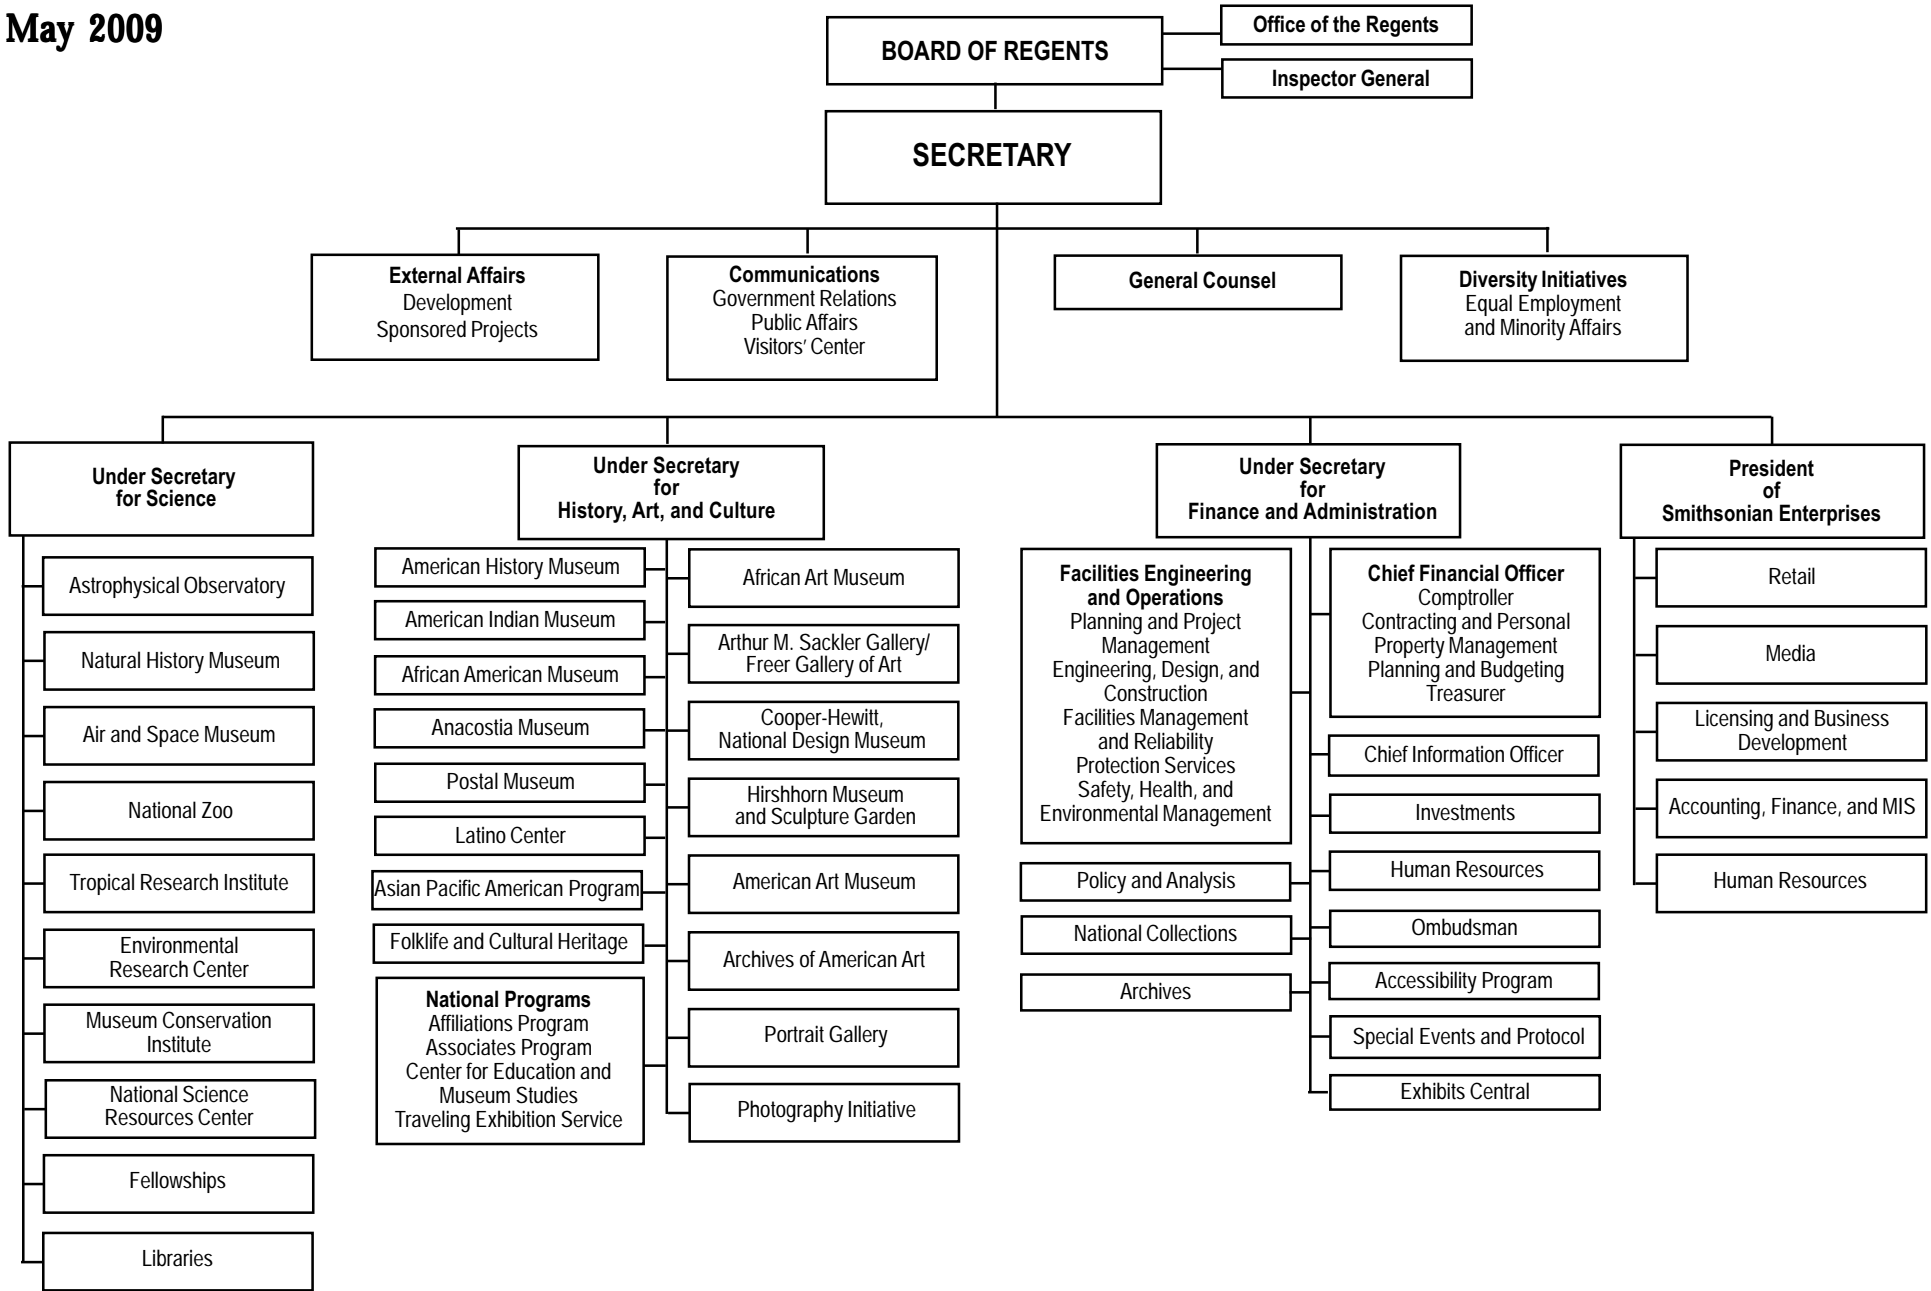 May 2009
BOARD OF REGENTS
Office of the Regents
Inspector General
SECRETARY
External Affairs
Development
Sponsored Projects
Communications
Government Relations
Public Affairs
Visitors' Center
General Counsel
Diversity Initiatives
Equal Employment
and Minority Affairs
Under Secretary
for Science
Astrophysical Observatory
Natural History Museum
Air and Space Museum
National Zoo
Tropical Research Institute
Environmental
Research Center
Museum Conservation
Institute
National Science
Resources Center
Fellowships
Libraries
Under Secretary
for
History, Art, and Culture
American History Museum
American Indian Museum
African American Museum
Anacostia Museum
Postal Museum
Latino Center
Asian Pacific American Program
Folklife and Cultural Heritage
National Programs
Affiliations Program
Associates Program
Center for Education and
Museum Studies
Traveling Exhibition Service
African Art Museum
Arthur M. Sackler Gallery/
Freer Gallery of Art
Cooper-Hewitt,
National Design Museum
Hirshhorn Museum
and Sculpture Garden
American Art Museum
Archives of American Art
Portrait Gallery
Photography Initiative
Under Secretary
for
Finance and Administration
Facilities Engineering
and Operations
Planning and Project
Management
Engineering, Design, and
Construction
Facilities Management
and Reliability
Protection Services
Safety, Health, and
Environmental Management
Policy and Analysis
National Collections
Archives
Chief Financial Officer
Comptroller
Contracting and Personal
Property Management
Planning and Budgeting
Treasurer
Chief Information Officer
Investments
Human Resources
Ombudsman
Accessibility Program
Special Events and Protocol
Exhibits Central
President
of
Smithsonian Enterprises
Retail
Media
Licensing and Business
Development
Accounting, Finance, and MIS
Human Resources